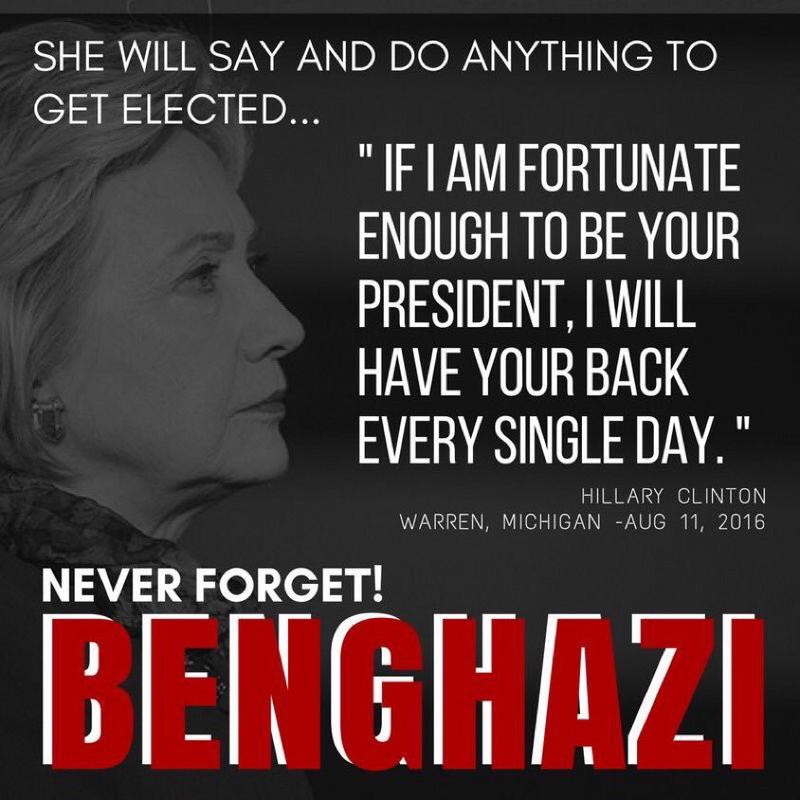 SHE WILL SAY AND DO ANYTHING TO
GET ELECTED...
" IF I AM FORTUNATE
ENOUGH TO BE YOUR
PRESIDENT, I WILL
HAVE YOUR BACK
EVERY SINGLE DAY. "
HILLARY CLINTON
WARREN, MICHIGAN -AUG 11, 2016
NEVER FORGET!
BENGHAZI